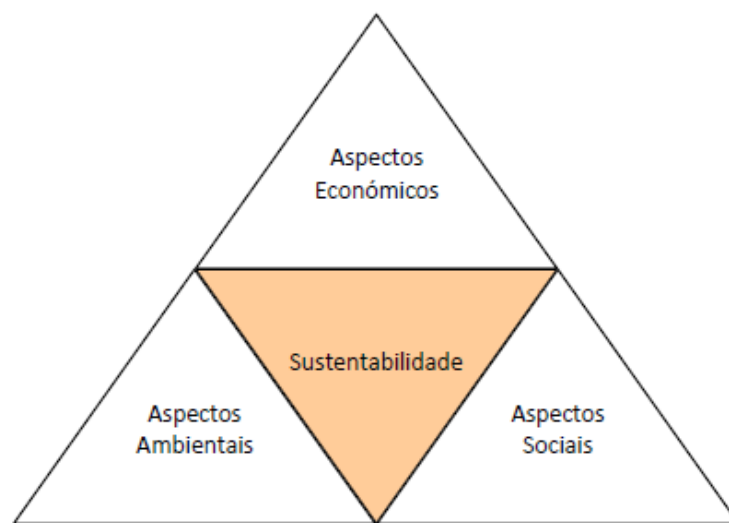 Aspectos
Económicos
Sustentabilidade
Aspectos
Ambientais
Aspectos
Sociais